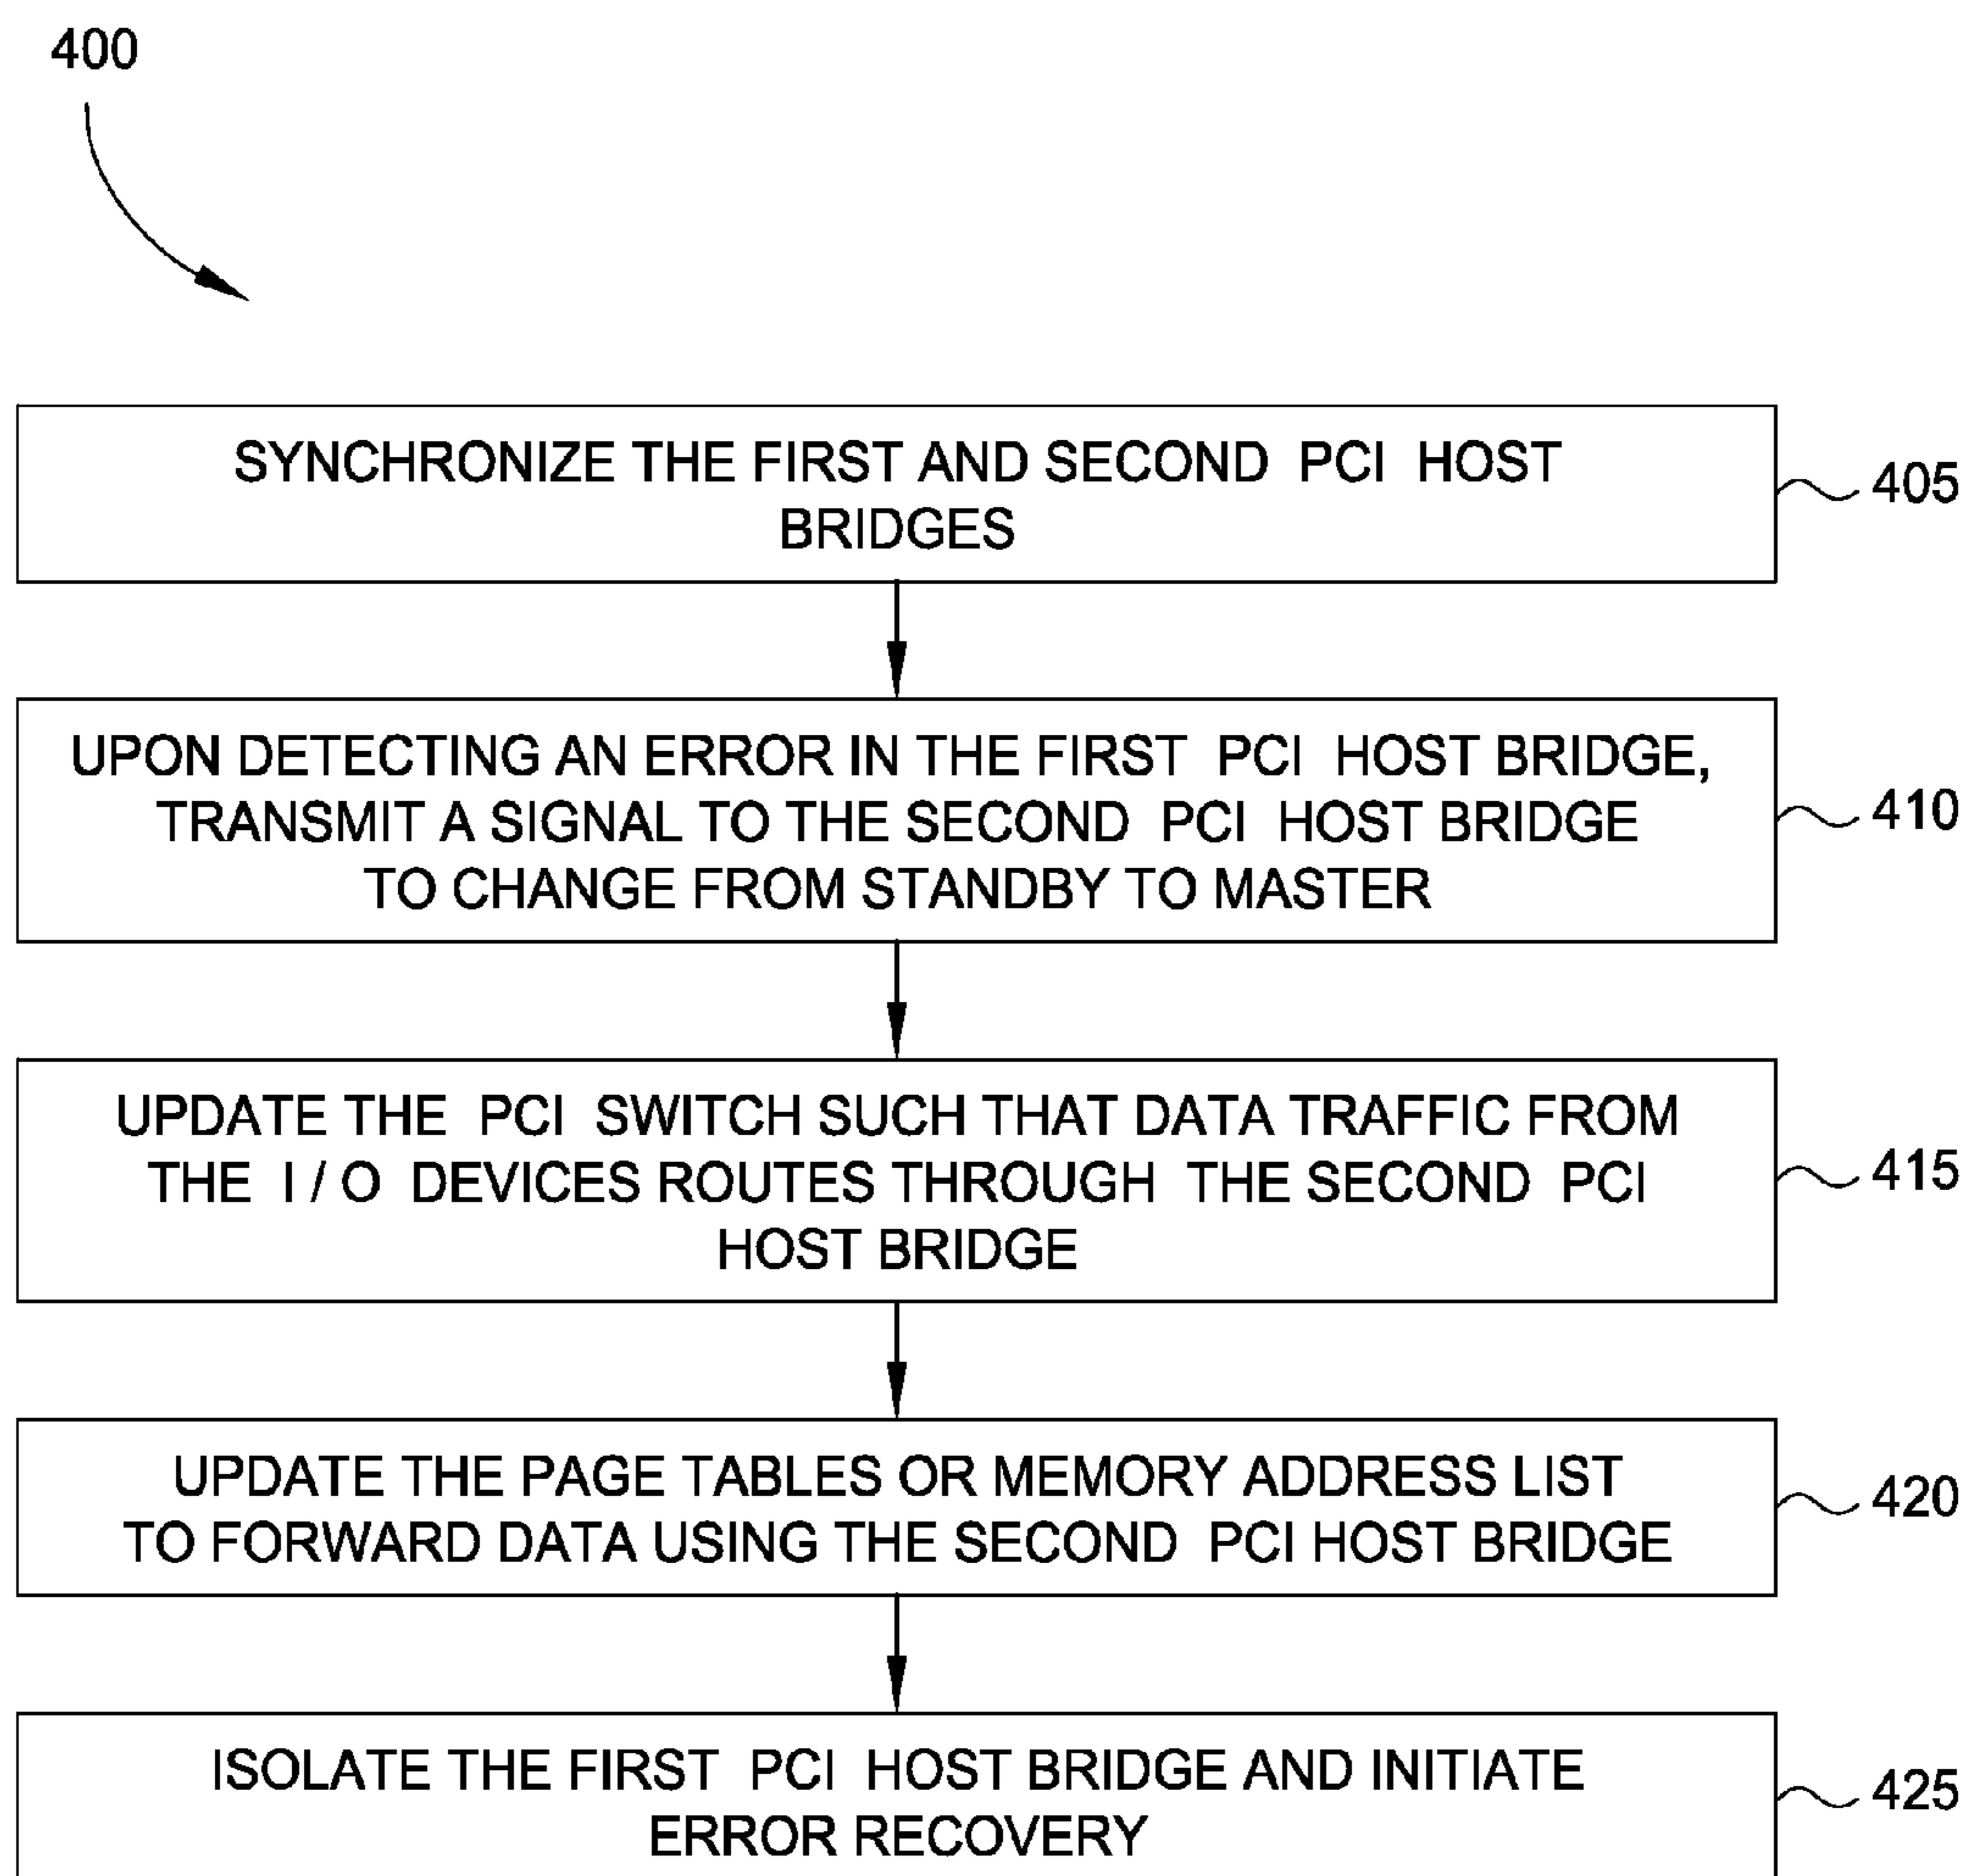 400
SYNCHRONIZE THE FIRST AND SECOND PCI HOST
BRIDGES
405
UPON DETECTING AN ERROR IN THE FIRST PCI HOST BRIDGE,
TRANSMIT A SIGNAL TO THE SECOND PCI HOST BRIDGE
TO CHANGE FROM STANDBY TO MASTER
410
UPDATE THE PCI SWITCH SUCH THAT DATA TRAFFIC FROM
THE I / O DEVICES ROUTES THROUGH THE SECOND PCI
HOST BRIDGE
415
UPDATE THE PAGE TABLES OR MEMORY ADDRESS LIST
TO FORWARD DATA USING THE SECOND PCI HOST BRIDGE
420
ISOLATE THE FIRST PCI HOST BRIDGE AND INITIATE
ERROR RECOVERY
425